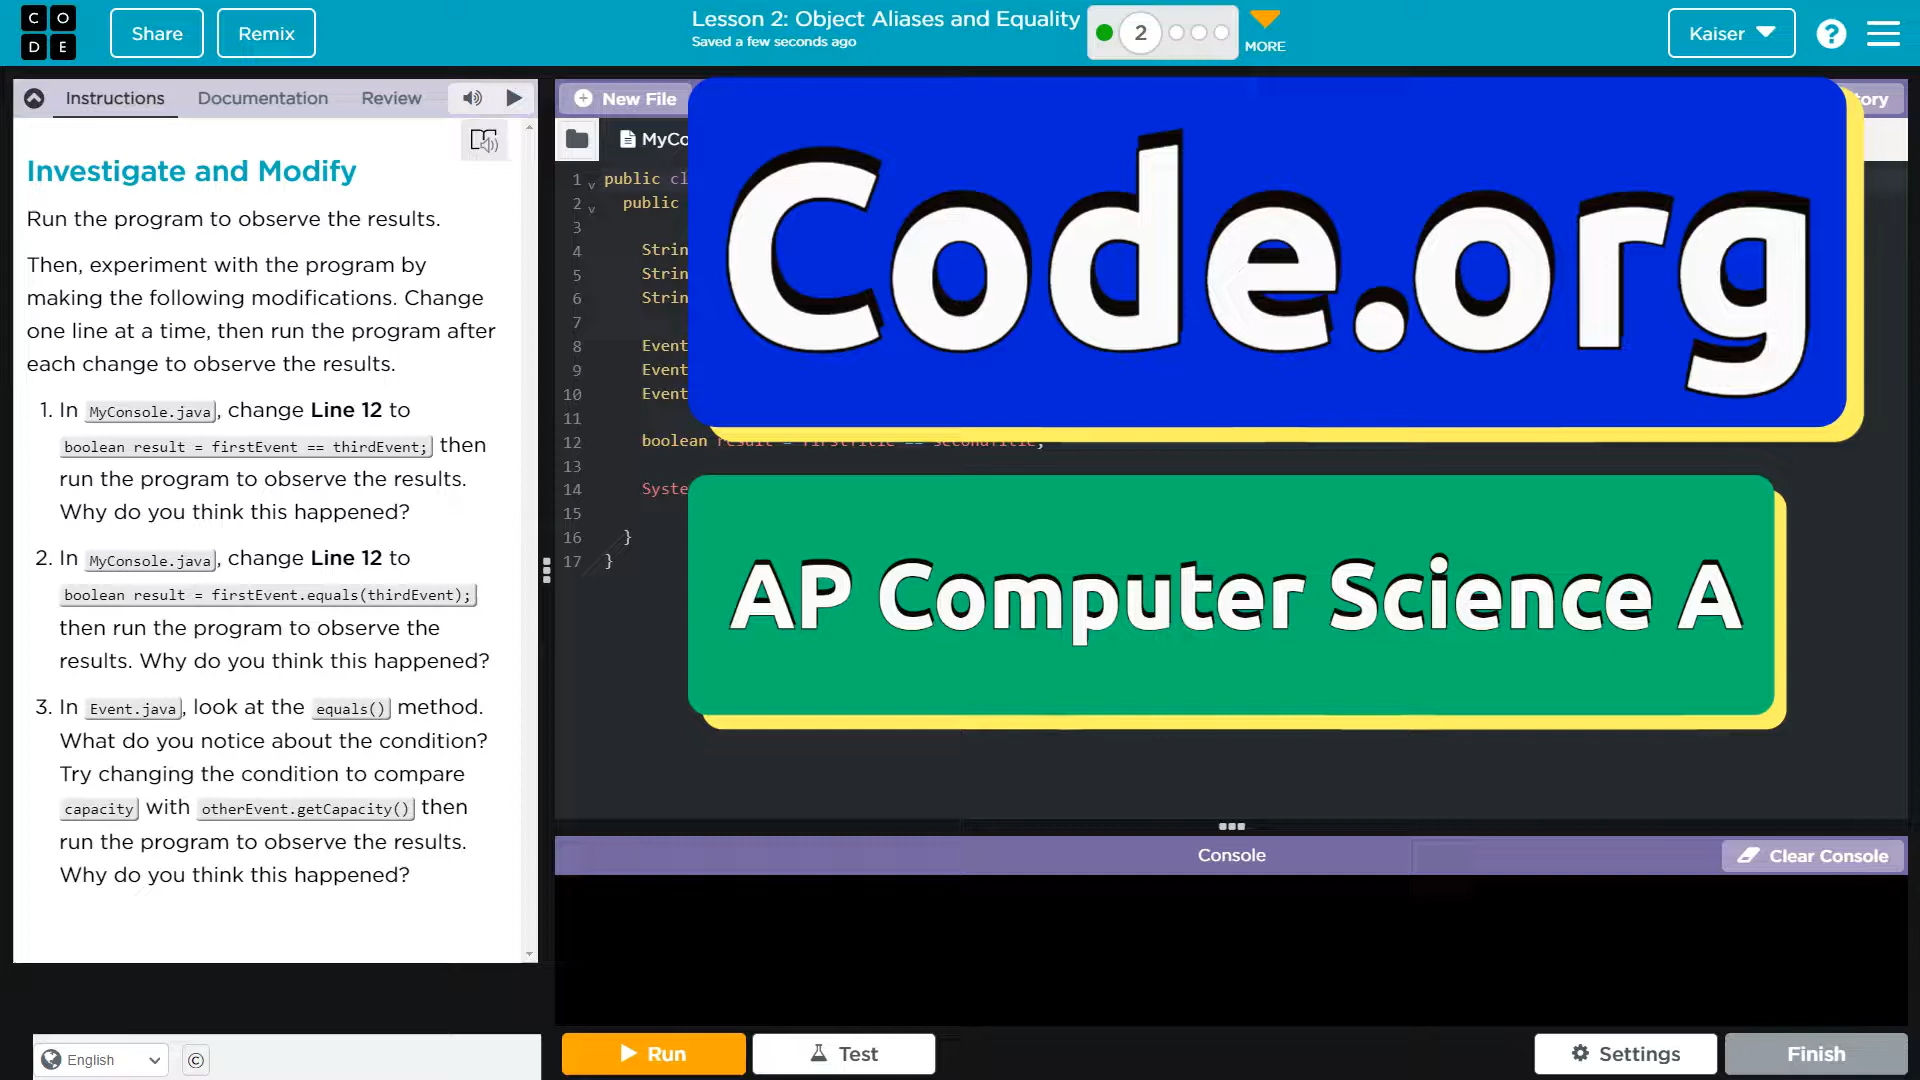 CODE
Share
Remix
Lesson 2: Object Aliases and Equality
Saved a few seconds ago
2
MORE
Kaiser
?
Instructions
Documentation
Review
New File
Investigate and Modify
Run the program to observe the results.
Then, experiment with the program by
making the following modifications. Change
one line at a time, then run the program after
each change to observe the results.
1. In MyConsole.java, change Line 12 to
boolean result = firstEvent == thirdEvent; then
run the program to observe the results.
Why do you think this happened?
2. In MyConsole.java, change Line 12 to
boolean result = firstEvent.equals(thirdEvent);
then run the program to observe the
results. Why do you think this happened?
3. In Event.java, look at the equals() method.
What do you notice about the condition?
Try changing the condition to compare
capacity with otherEvent.getCapacity() then
run the program to observe the results.
Why do you think this happened?
English
©
MyCo
1 public cl
2 public
3
4 Strin
5 Strin
6 Strin
7
8 Event
9 Event
10 Event
11
12 boolean result = firstTitle == secondTitle;
13
14 Syste
15
16 }
17 }
Code.org
AP Computer Science A
Console
Clear Console
Run
Test
Settings
Finish